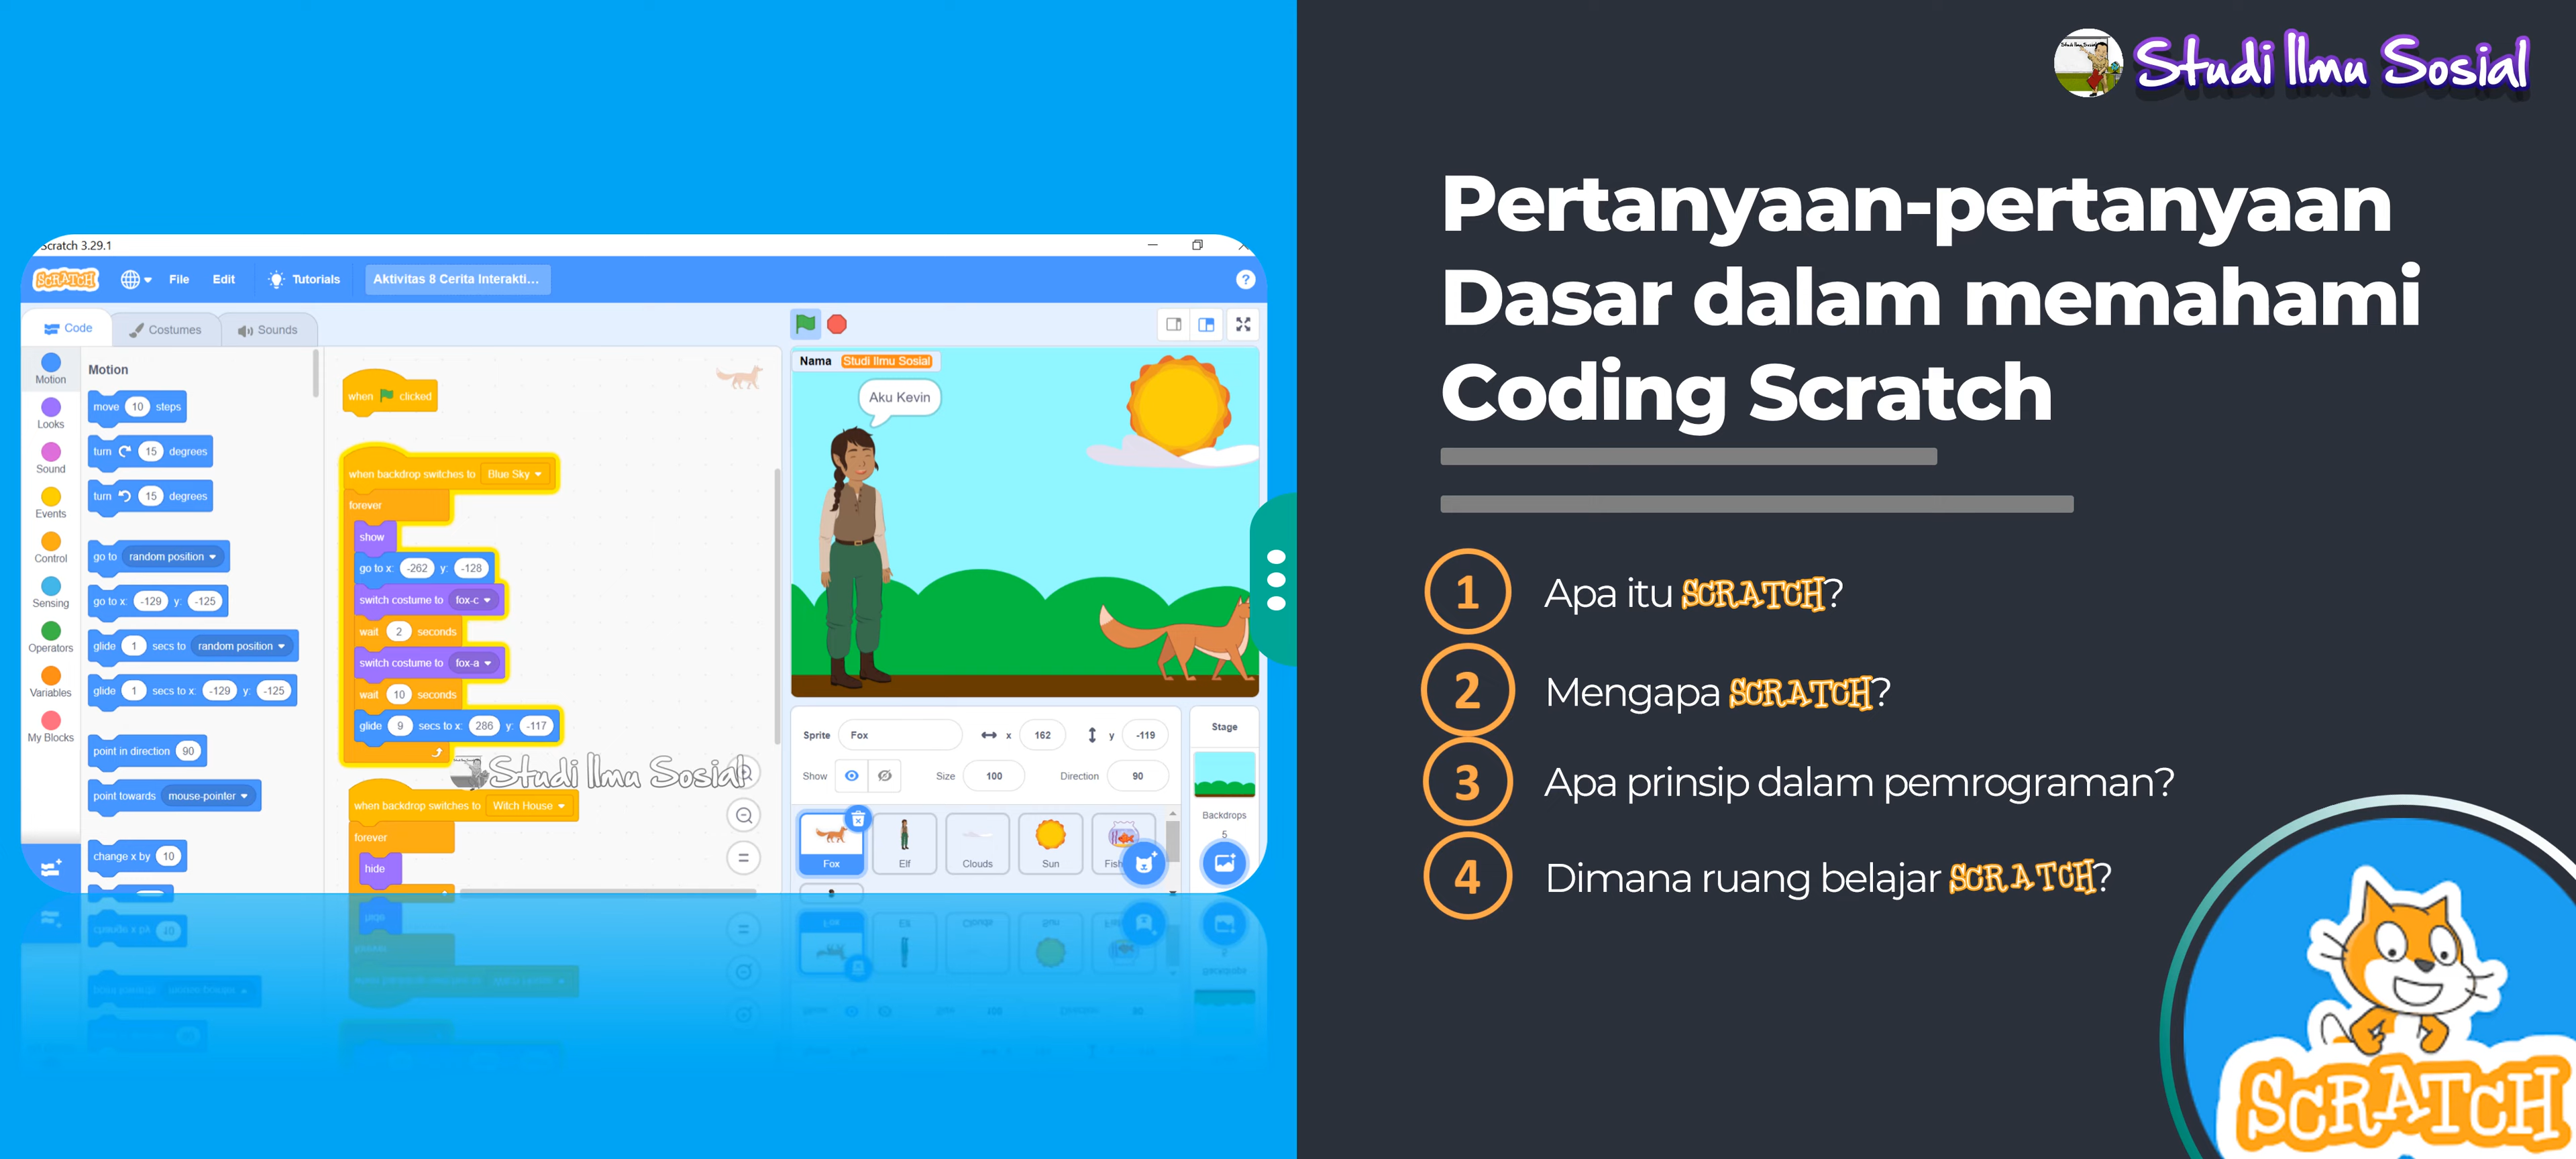 Scratch 3.29.1
SCRATCH
File
Edit
Tutorials
Aktivitas 8 Cerita Interakti...
?
Code
Costumes
Sounds
Motion
Looks
Sound
Events
Control
Sensing
Operators
Variables
My Blocks
Motion
move 10 steps
turn 15 degrees
turn 15 degrees
go to random position
go to x: -129 y: -125
glide 1 secs to random position
glide 1 secs to x: -129 y: -125
point in direction 90
point towards mouse-pointer
change x by 10
when clicked
when backdrop switches to Blue Sky
forever
show
go to x: -262 y: -128
switch costume to fox-c
wait 2 seconds
switch costume to fox-a
wait 10 seconds
glide 9 secs to x: 286 y: -117
Studi Ilmu Sosial
when backdrop switches to Witch House
forever
hide
Nama Studi Ilmu Sosial
Aku Kevin
Sprite Fox x 162 y -119
Show Size 100 Direction 90
Fox
Elf
Clouds
Sun
Fish
Stage
Backdrops
5
Studi Ilmu Sosial
Pertanyaan-pertanyaan
Dasar dalam memahami
Coding Scratch
1 Apa itu SCRATCH?
2 Mengapa SCRATCH?
3 Apa prinsip dalam pemrograman?
4 Dimana ruang belajar SCRATCH?
SCRATCH